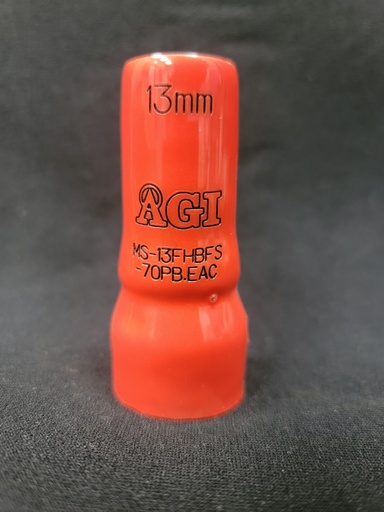 13mm
AGI
MS-13FHBFS
-70PB.EAC